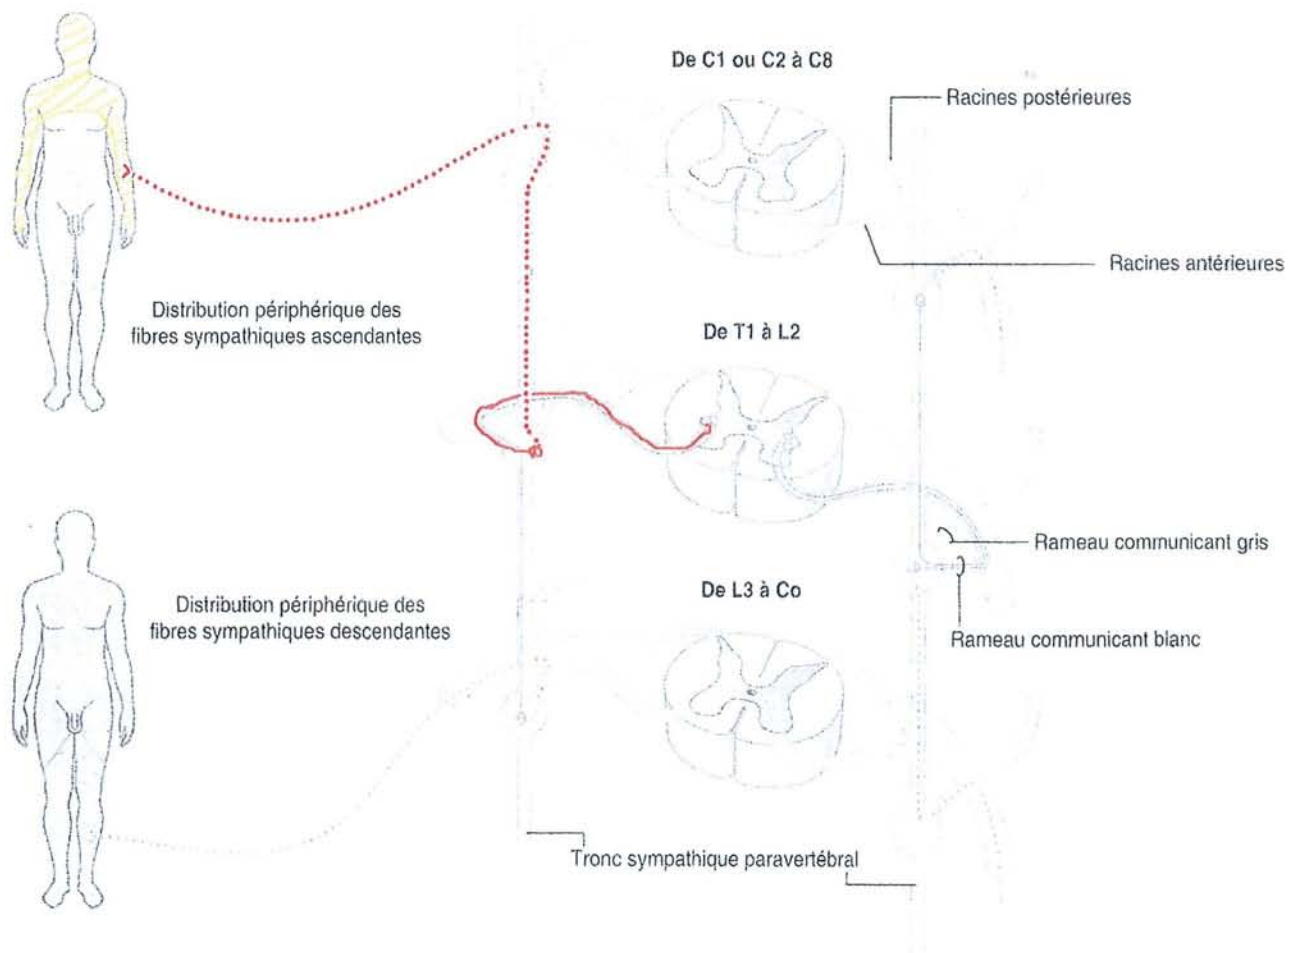 De C1 ou C2 à C8
Racines postérieures
Racines antérieures
Distribution périphérique des
fibres sympathiques ascendantes
De T1 à L2
Rameau communicant gris
De L3 à Co
Distribution périphérique des
fibres sympathiques descendantes
Rameau communicant blanc
Tronc sympathique paravertébral